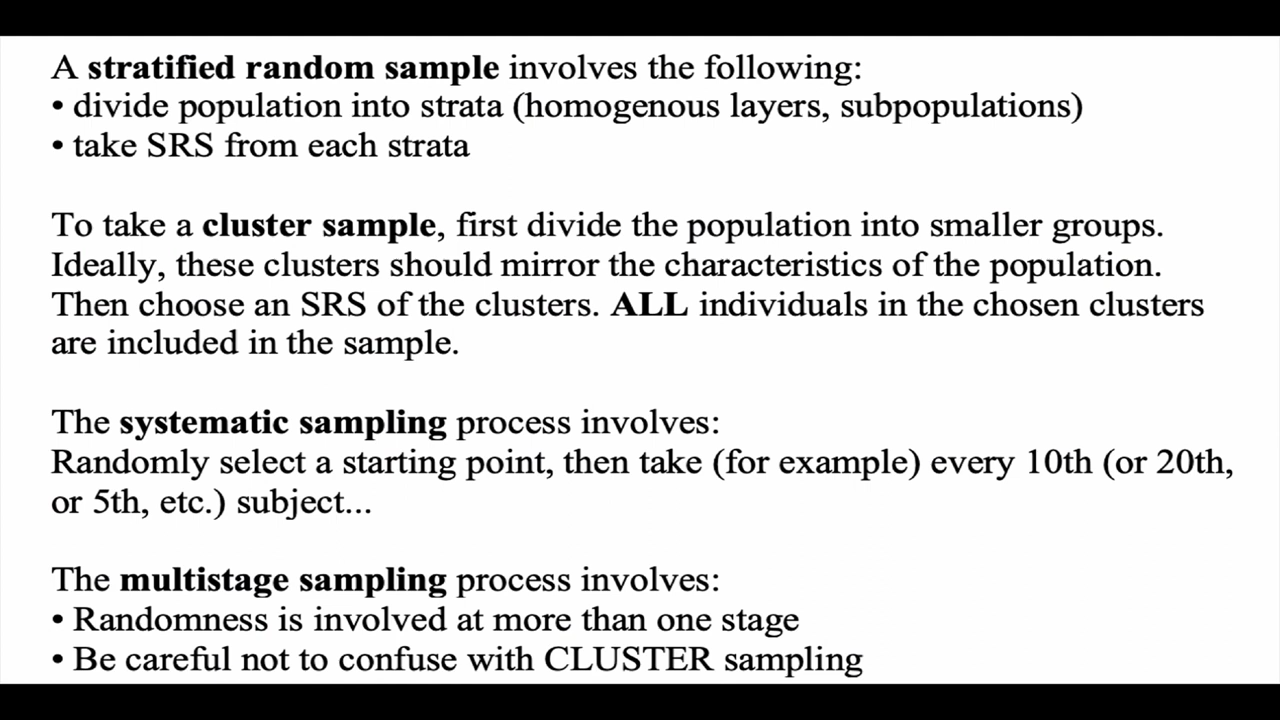 A stratified random sample involves the following:
• divide population into strata (homogenous layers, subpopulations)
• take SRS from each strata
To take a cluster sample, first divide the population into smaller groups.
Ideally, these clusters should mirror the characteristics of the population.
Then choose an SRS of the clusters. ALL individuals in the chosen clusters
are included in the sample.
The systematic sampling process involves:
Randomly select a starting point, then take (for example) every 10th (or 20th,
or 5th, etc.) subject...
The multistage sampling process involves:
• Randomness is involved at more than one stage
• Be careful not to confuse with CLUSTER sampling